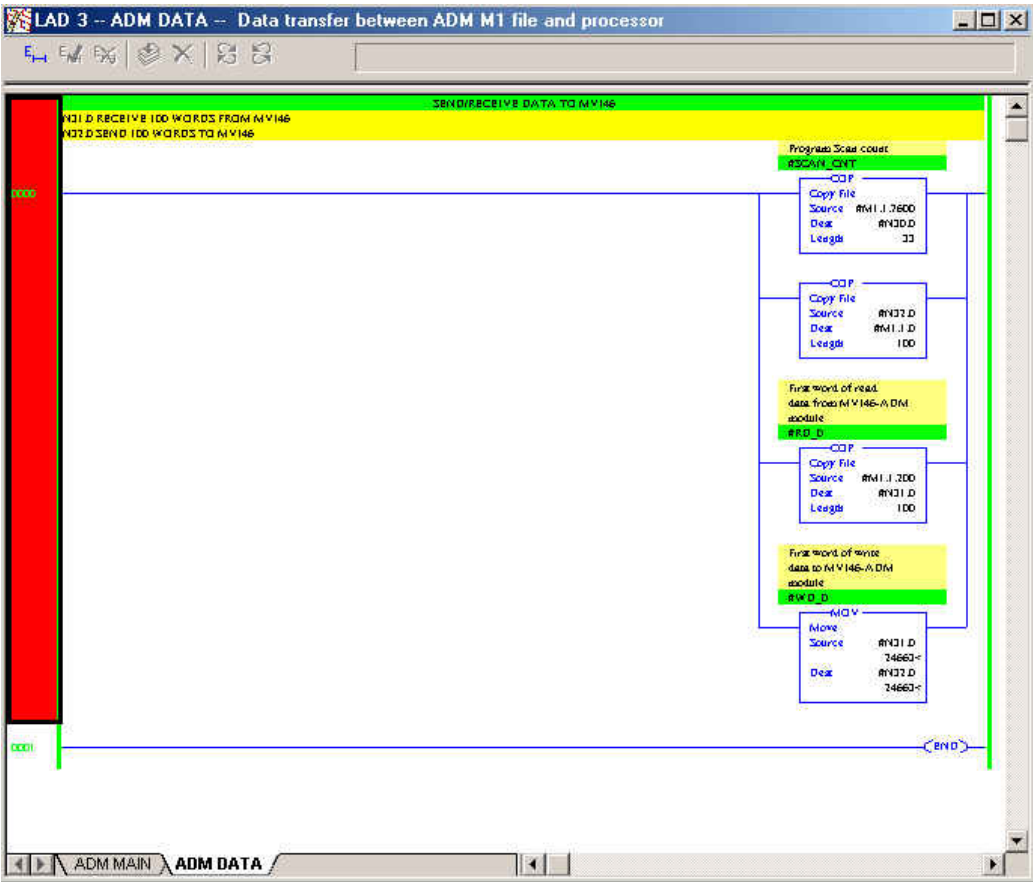 LAD 3 -- ADM DATA -- Data transfer between ADM M1 file and processor
SEND/RECEIVE DATA TO MVI46
N31:0 RECEIVE 100 WORDS FROM MVI46
N32:0 SEND 100 WORDS TO MVI46
Program Scan count
#SCAN_CNT
0000
COP
Copy File
Source #M1:1.7600
Dest #N30:0
Length 33
COP
Copy File
Source #N32:0
Dest #M1:1.0
Length 100
First word of read
data from MVI46-ADM
module
#RD_0
COP
Copy File
Source #M1:1.200
Dest #N31:0
Length 100
First word of write
data to MVI46-ADM
module
#WD_0
MOV
Move
Source #N31:0
24663<
Dest #N32:0
24663<
0001
END
ADM MAIN ADM DATA